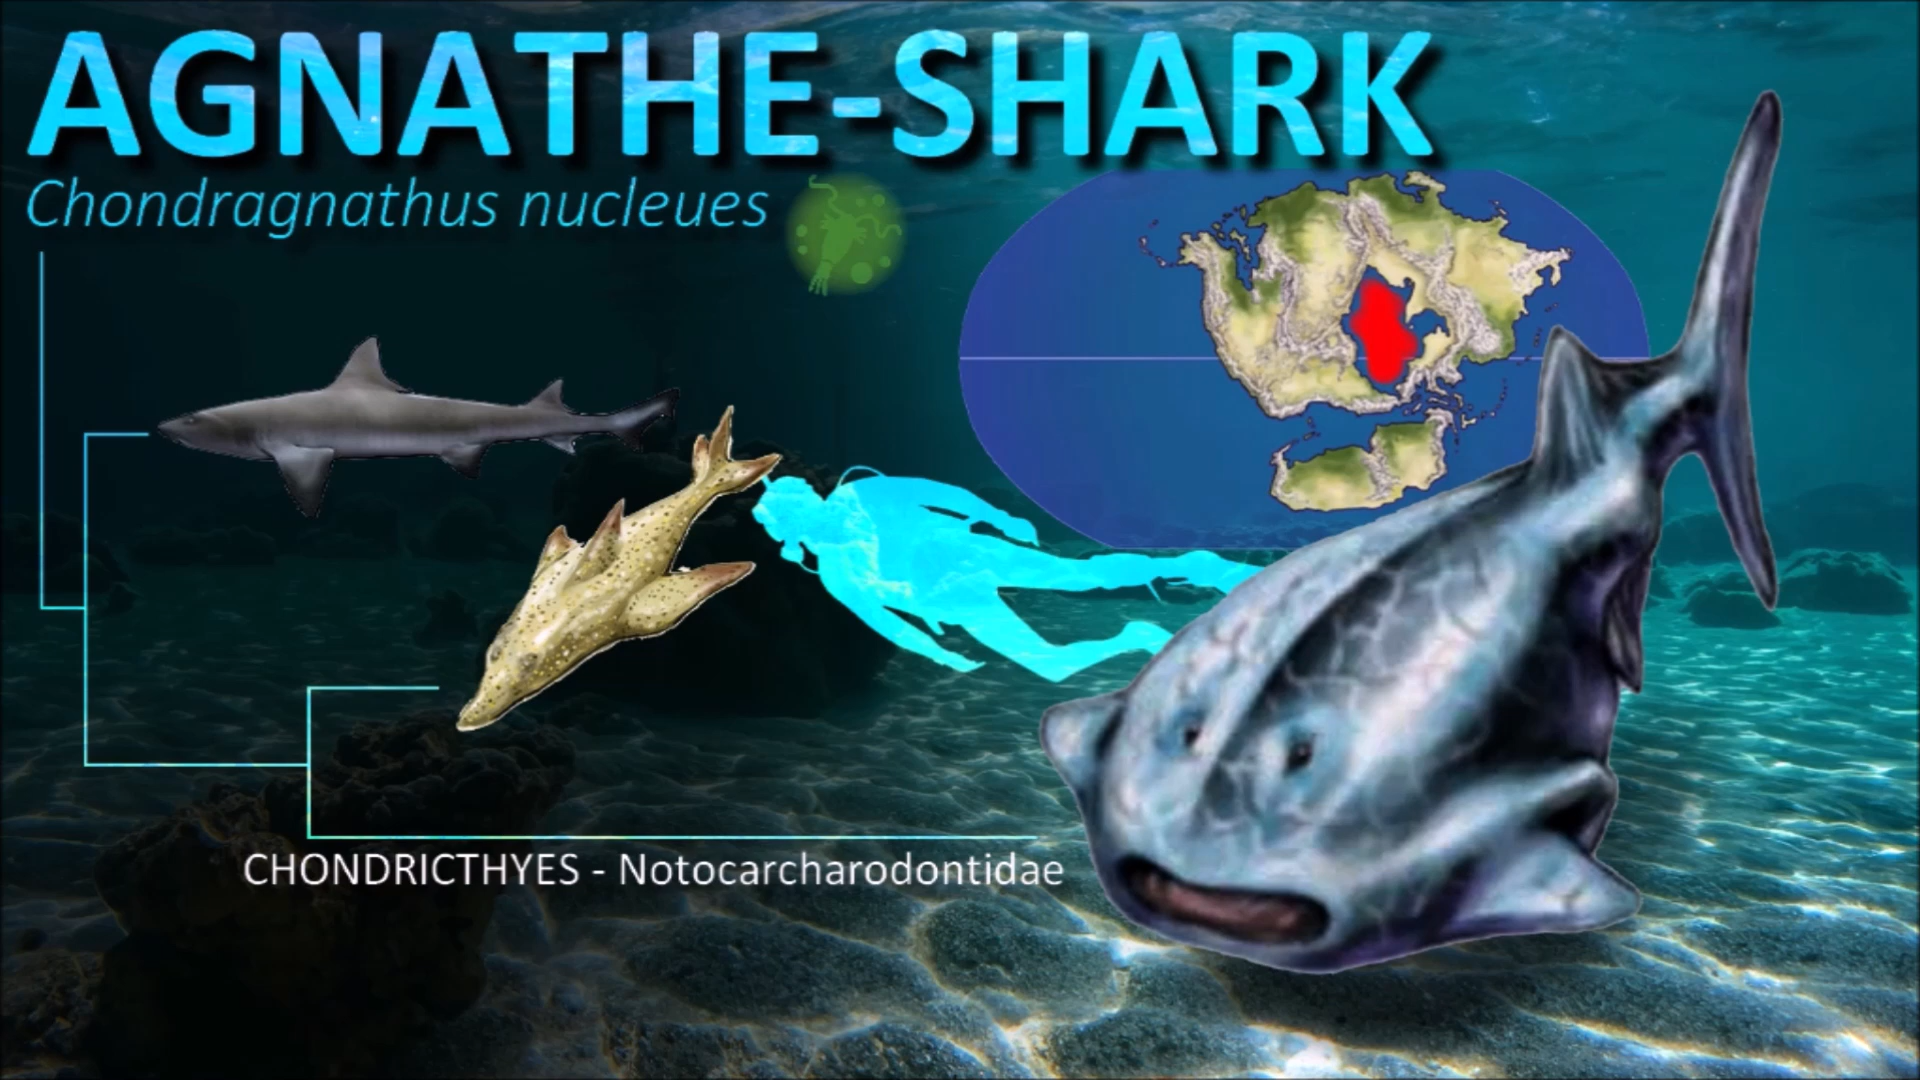 AGNATHE-SHARK
Chondragnathus nucleues
CHONDRICTHYES - Notocarcharodontidae